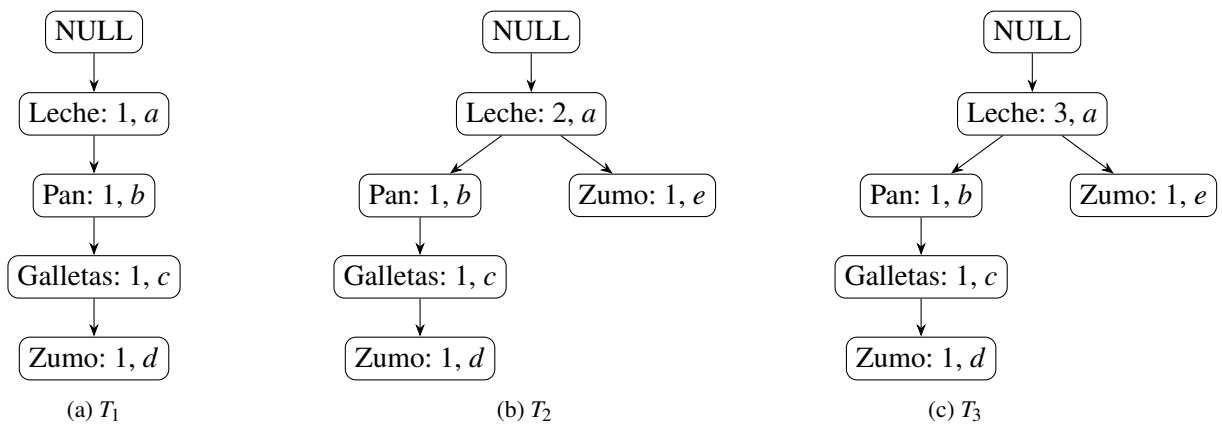 NULL
Leche: 1, a
Pan: 1, b
Galletas: 1, c
Zumo: 1, d
(a) T1
NULL
Leche: 2, a
Pan: 1, b
Zumo: 1, e
Galletas: 1, c
Zumo: 1, d
(b) T2
NULL
Leche: 3, a
Pan: 1, b
Zumo: 1, e
Galletas: 1, c
Zumo: 1, d
(c) T3